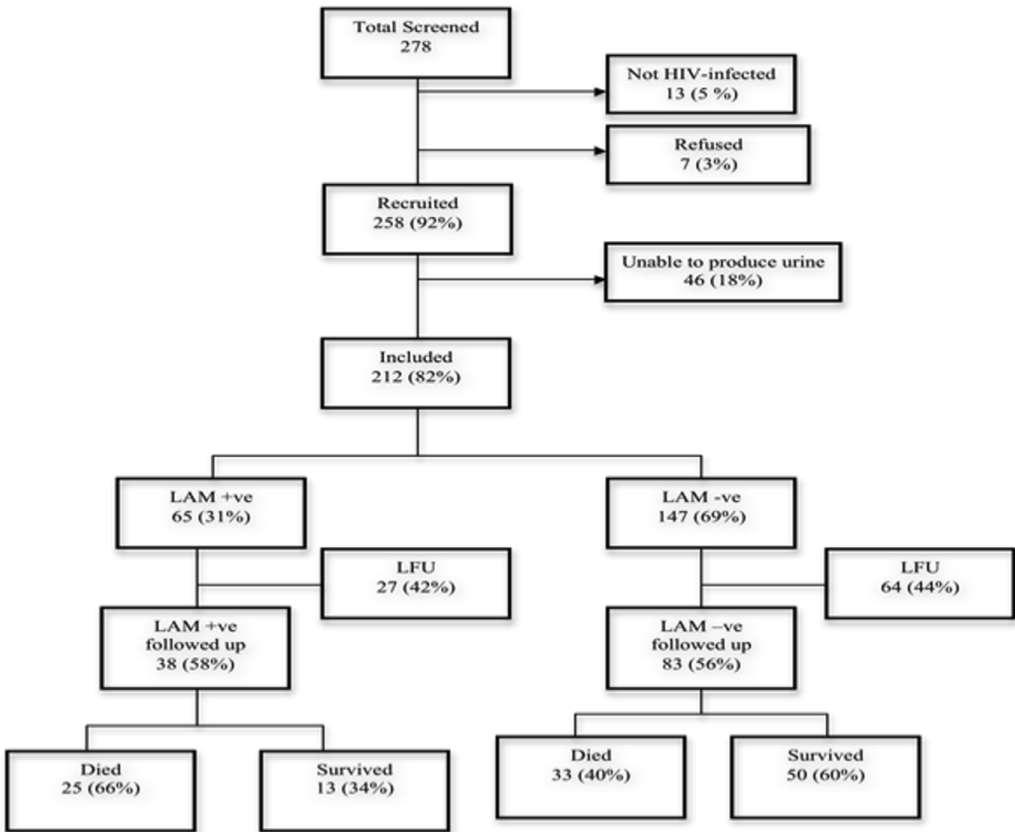 Total Screened
278
Not HIV-infected
13 (5 %)
Refused
7 (3%)
Recruited
258 (92%)
Unable to produce urine
46 (18%)
Included
212 (82%)
LAM +ve
65 (31%)
LAM -ve
147 (69%)
LFU
27 (42%)
LFU
64 (44%)
LAM +ve
followed up
38 (58%)
LAM –ve
followed up
83 (56%)
Died
25 (66%)
Survived
13 (34%)
Died
33 (40%)
Survived
50 (60%)